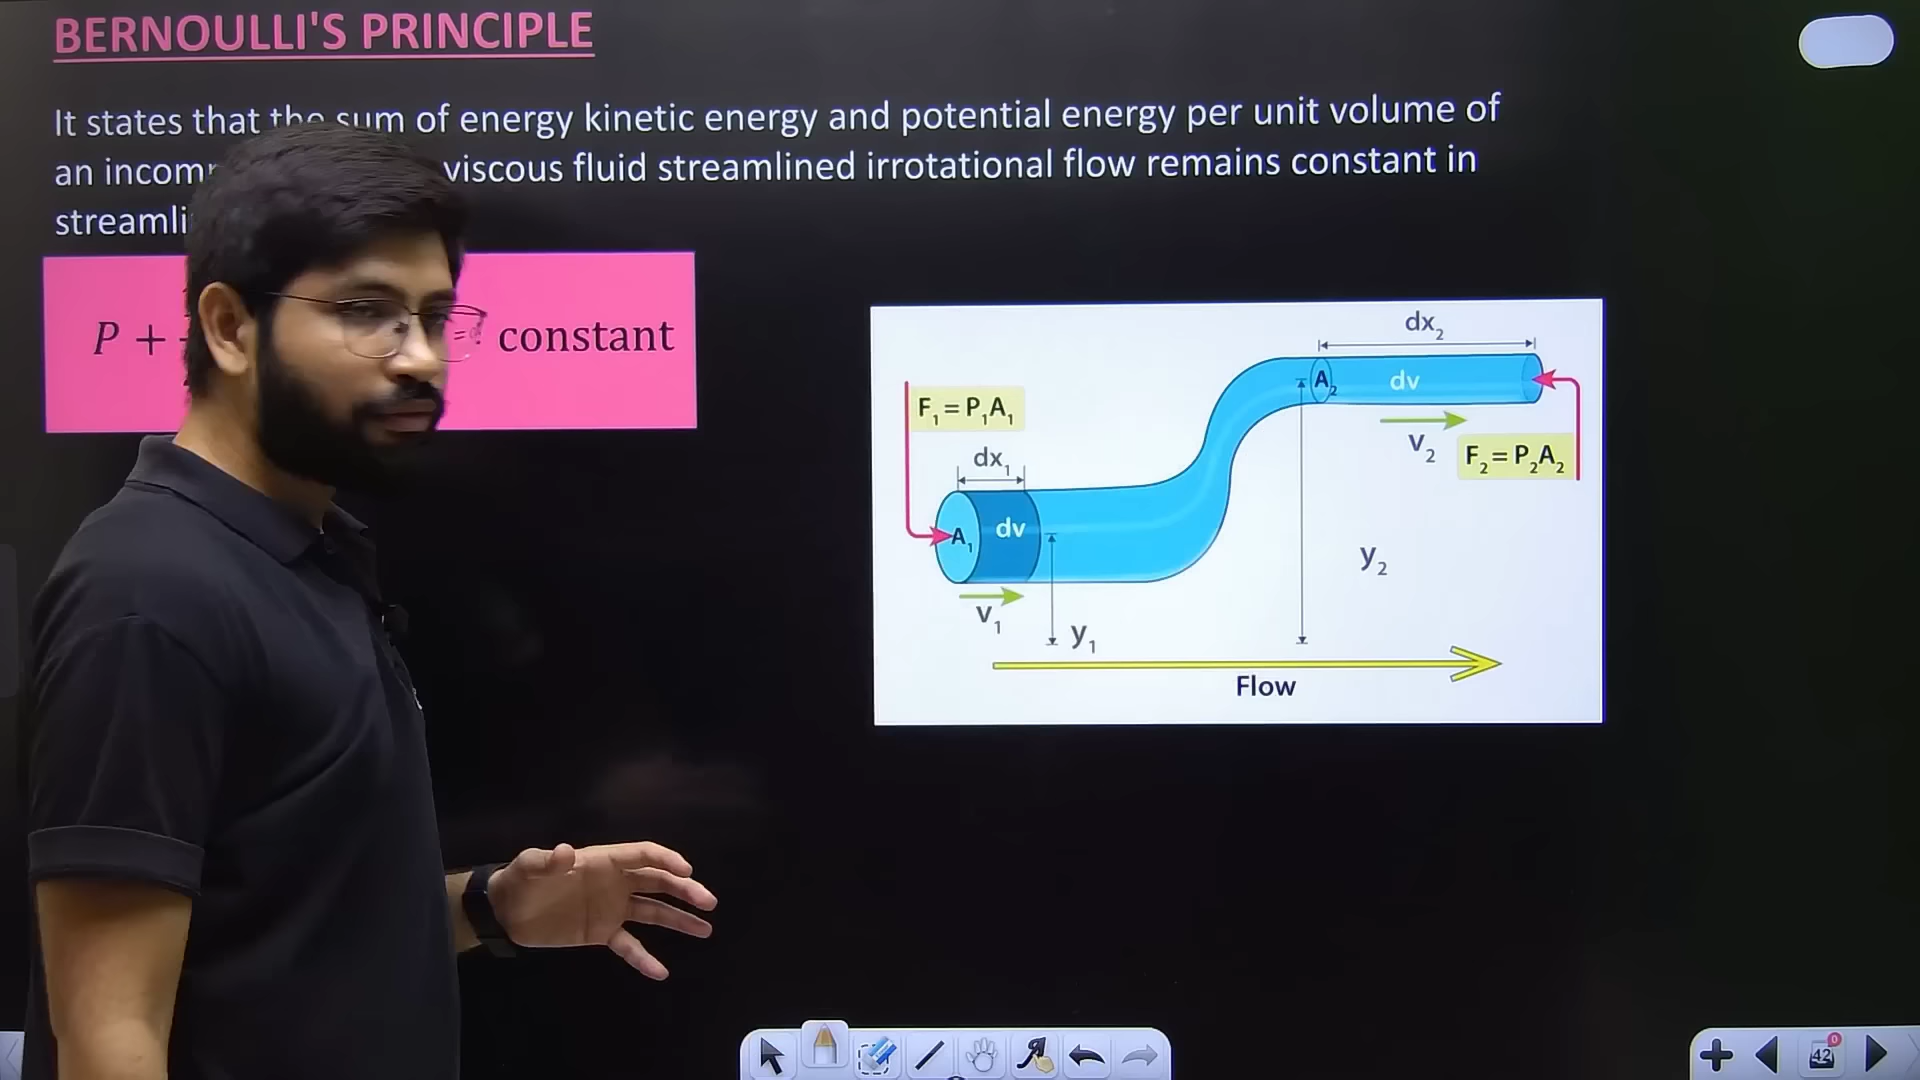 BERNOULLI'S PRINCIPLE
It states that the sum of energy kinetic energy and potential energy per unit volume of
an viscous fluid streamlined irrotational flow remains constant in
P + = constant
dx2
A2 dv
F1 = P1A1
V2 F2 = P2A2
dx1
A1 dv
y2
V1
y1
Flow
42
0